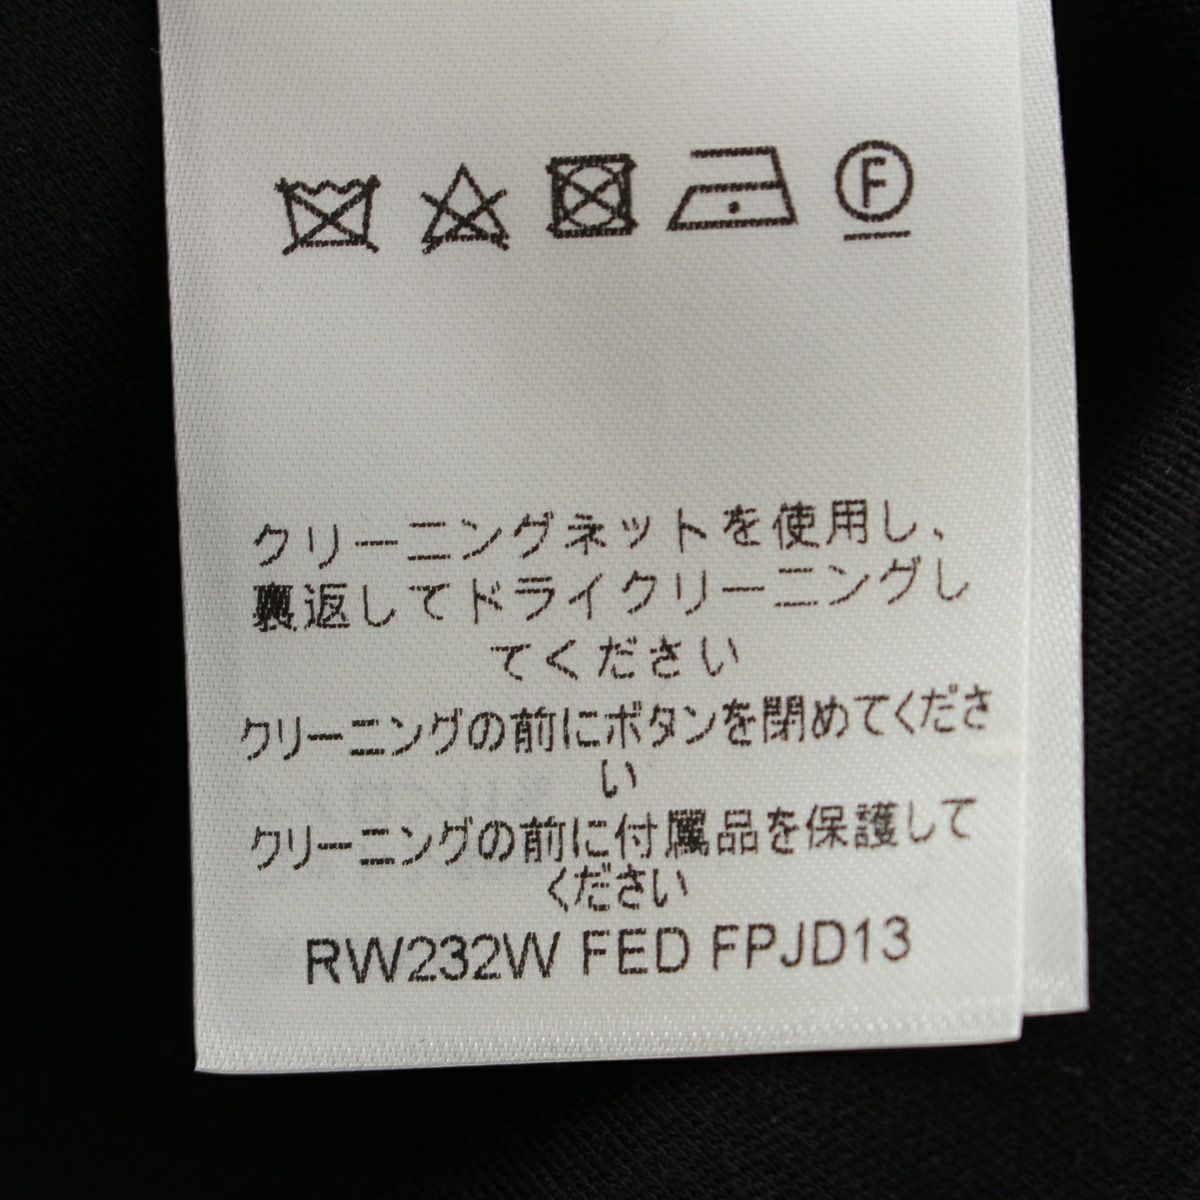 F
クリーニングネットを使用し、
裏返してドライクリーニングし
てください
クリーニングの前にボタンを閉めてくださ
い
クリーニングの前に付属品を保護して
ください
RW232W FED FPJD13